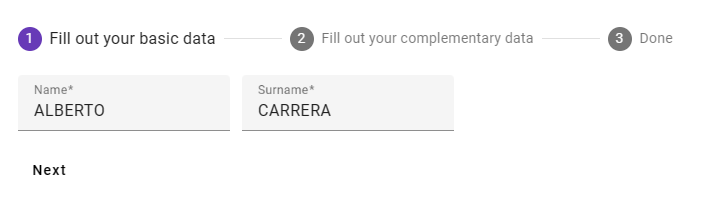 1 Fill out your basic data 2 Fill out your complementary data 3 Done
Name* Surname*
ALBERTO CARRERA
Next